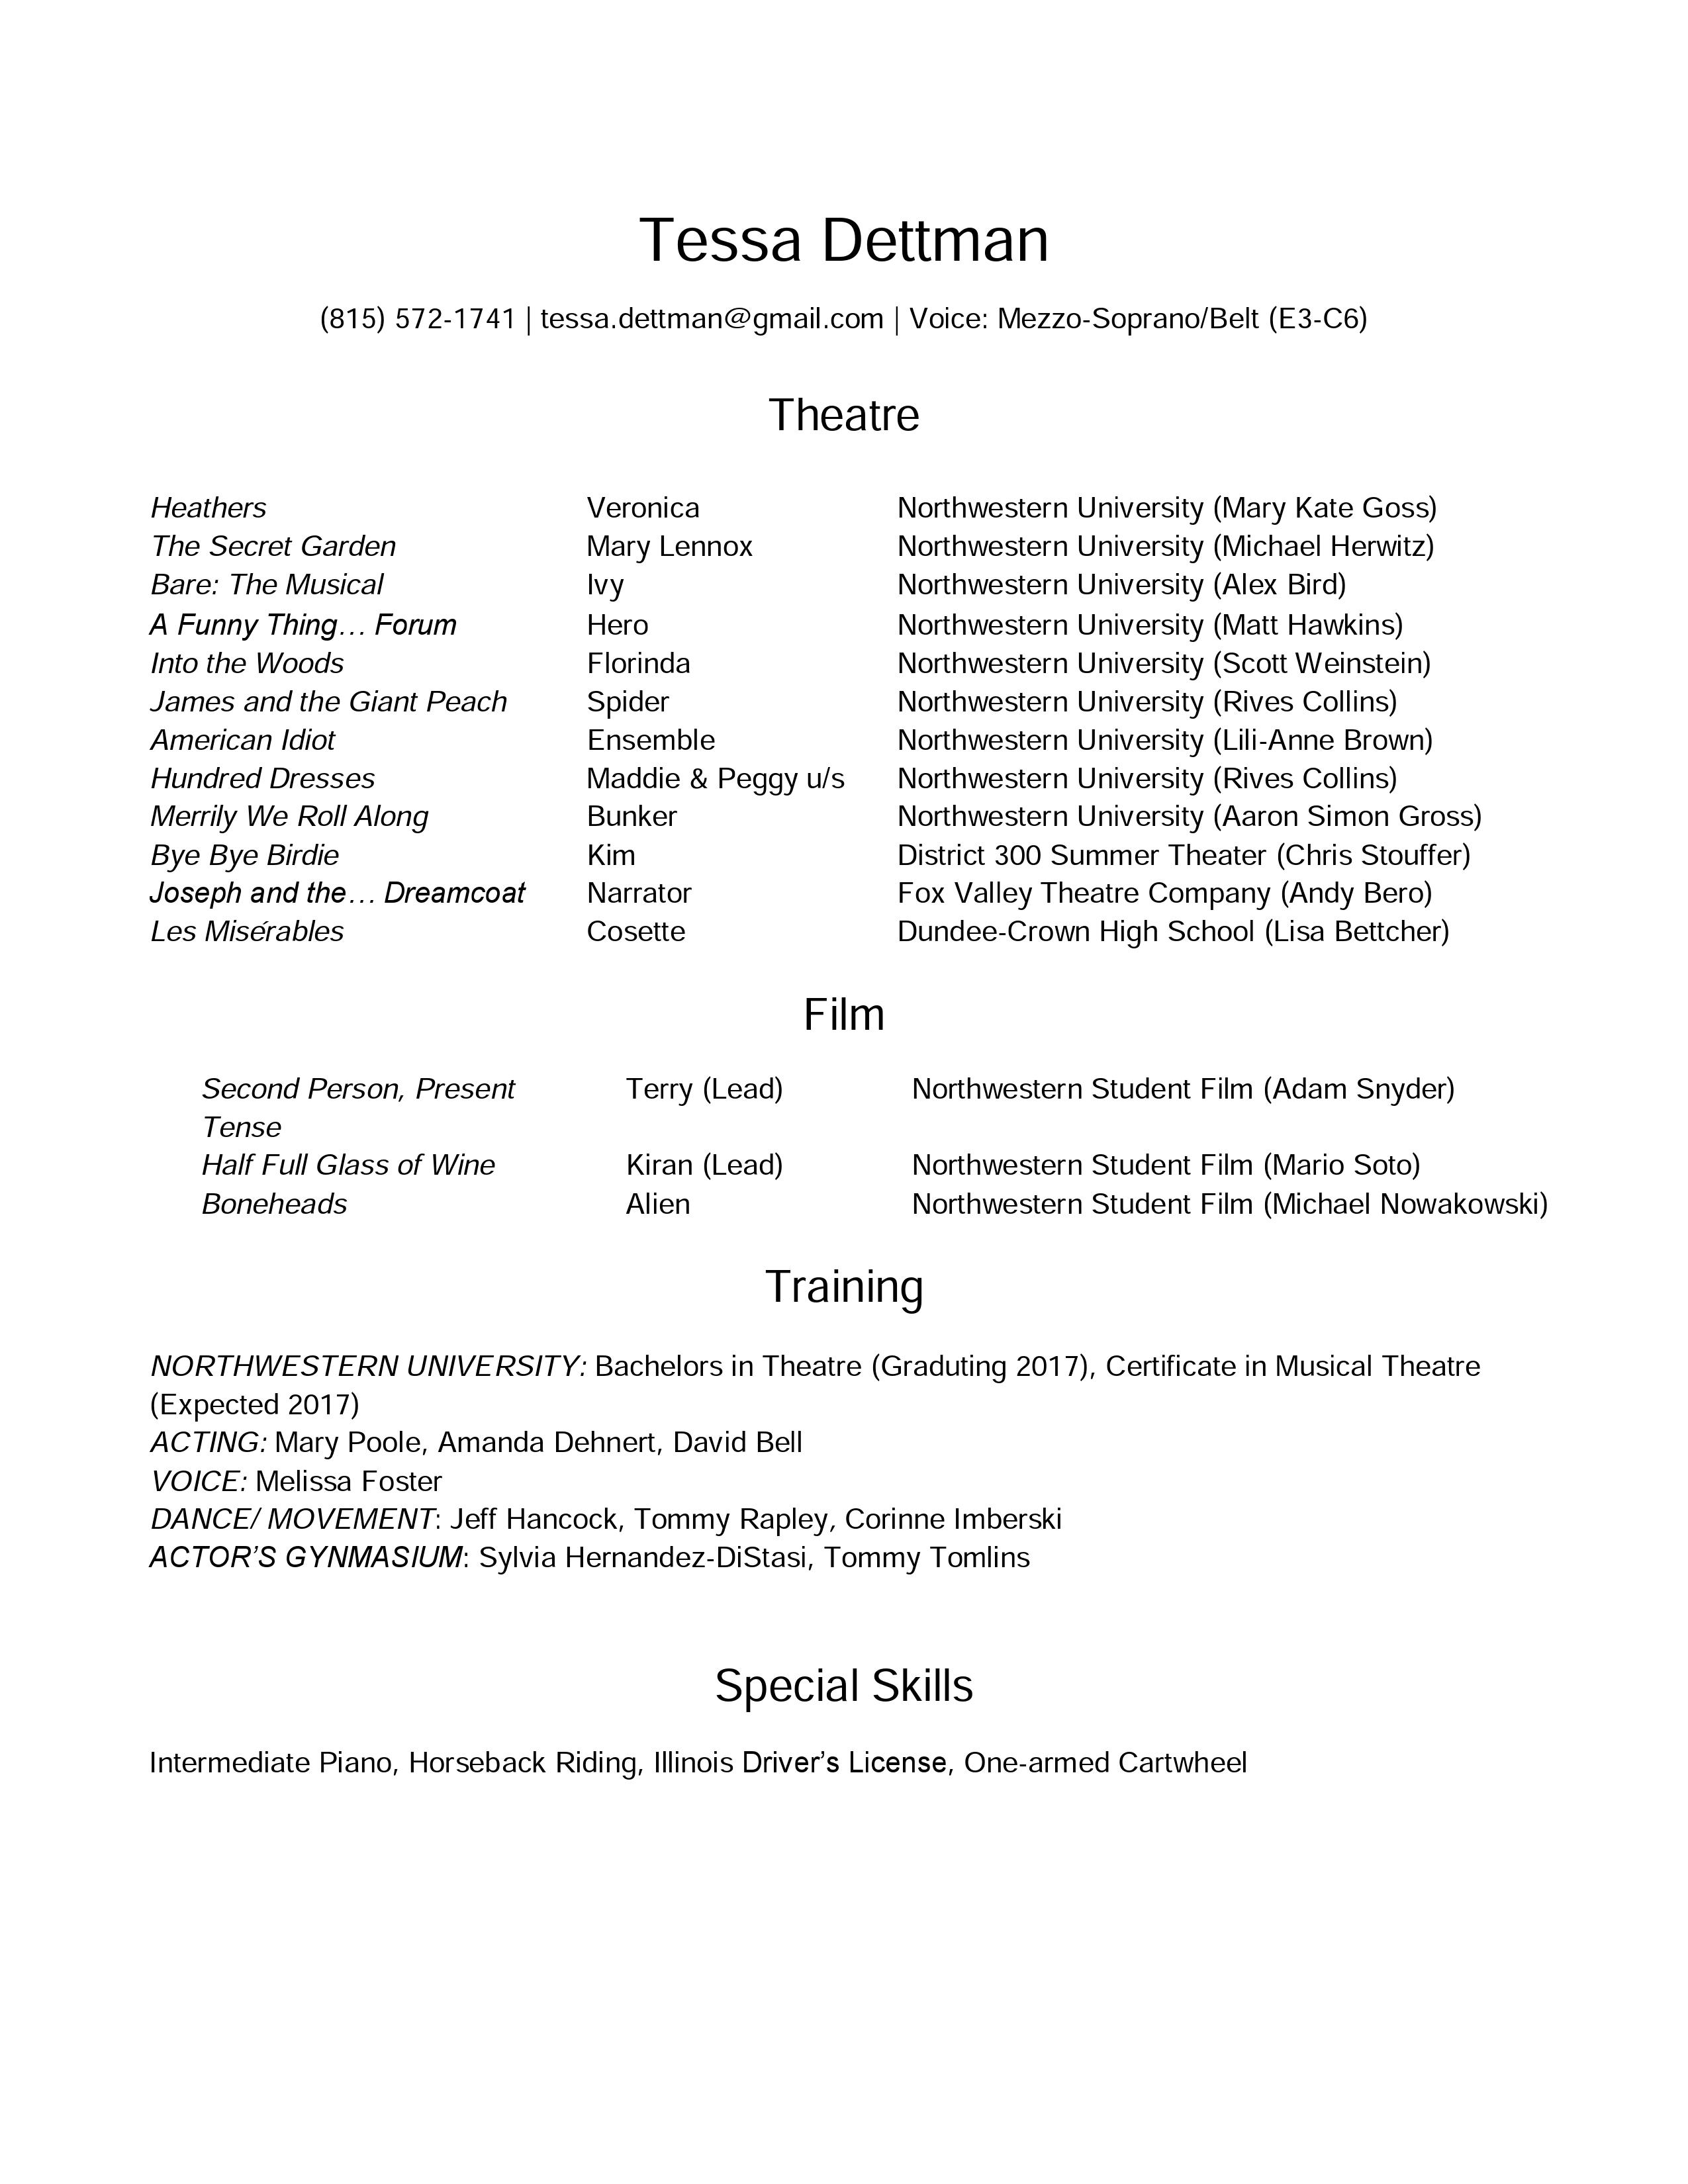 Tessa Dettman
(815) 572-1741 | tessa.dettman@gmail.com | Voice: Mezzo-Soprano/Belt (E3-C6)
Theatre
Heathers Veronica Northwestern University (Mary Kate Goss)
The Secret Garden Mary Lennox Northwestern University (Michael Herwitz)
Bare: The Musical Ivy Northwestern University (Alex Bird)
A Funny Thing… Forum Hero Northwestern University (Matt Hawkins)
Into the Woods Florinda Northwestern University (Scott Weinstein)
James and the Giant Peach Spider Northwestern University (Rives Collins)
American Idiot Ensemble Northwestern University (Lili-Anne Brown)
Hundred Dresses Maddie & Peggy u/s Northwestern University (Rives Collins)
Merrily We Roll Along Bunker Northwestern University (Aaron Simon Gross)
Bye Bye Birdie Kim District 300 Summer Theater (Chris Stouffer)
Joseph and the… Dreamcoat Narrator Fox Valley Theatre Company (Andy Bero)
Les Misérables Cosette Dundee-Crown High School (Lisa Bettcher)
Film
Second Person, Present Terry (Lead) Northwestern Student Film (Adam Snyder)
Tense
Half Full Glass of Wine Kiran (Lead) Northwestern Student Film (Mario Soto)
Boneheads Alien Northwestern Student Film (Michael Nowakowski)
Training
NORTHWESTERN UNIVERSITY: Bachelors in Theatre (Graduting 2017), Certificate in Musical Theatre
(Expected 2017)
ACTING: Mary Poole, Amanda Dehnert, David Bell
VOICE: Melissa Foster
DANCE/ MOVEMENT: Jeff Hancock, Tommy Rapley, Corinne Imberski
ACTOR’S GYNMASIUM: Sylvia Hernandez-DiStasi, Tommy Tomlins
Special Skills
Intermediate Piano, Horseback Riding, Illinois Driver’s License, One-armed Cartwheel